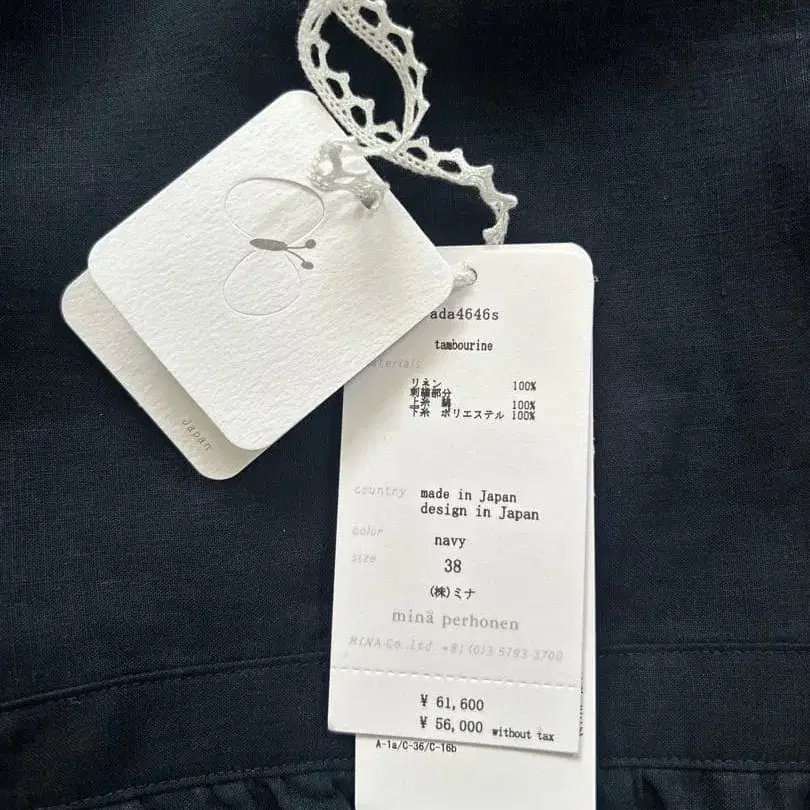 ada4646s
tambourine
materials
リネン 100%
刺繍部分
上糸 綿 100%
下糸 ポリエステル 100%
country made in Japan
design in Japan
color navy
size 38
(株)ミナ
minä perhonen
MINA Co.,Ltd. +81(0)3 5793 3700
¥ 61,600
¥ 56,000 without tax
A-1a/C-36/C-16b
Japan